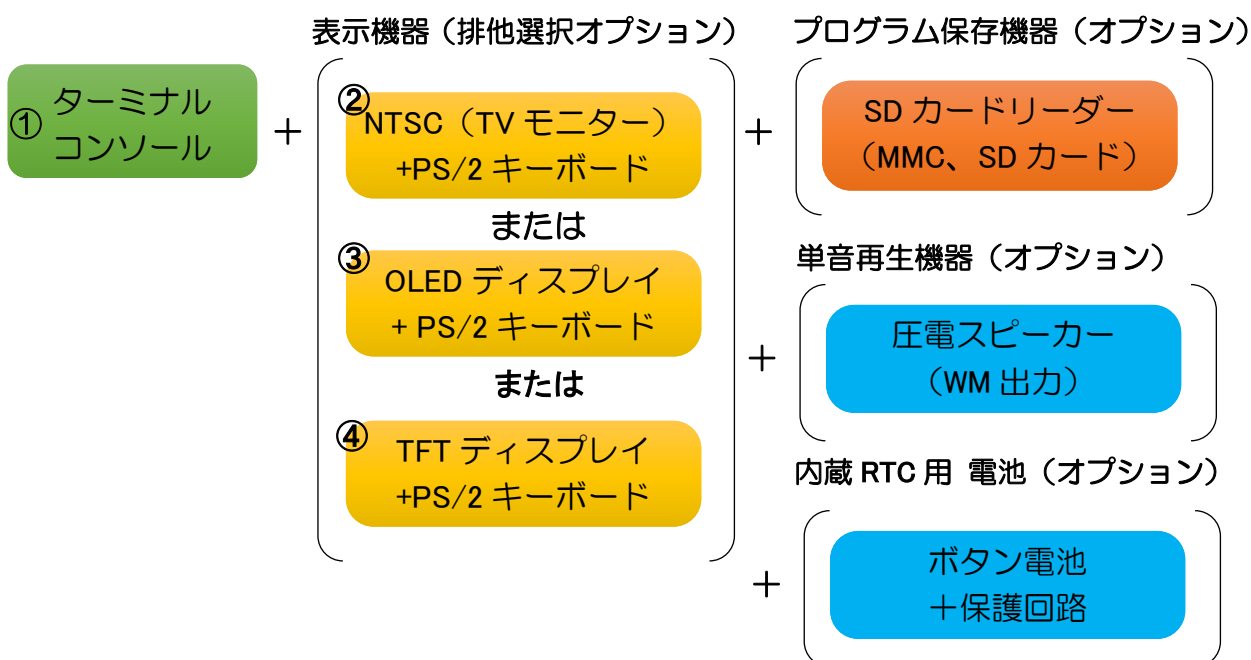 表示機器（排他選択オプション）
プログラム保存機器（オプション）
①
ターミナル
コンソール
+
②
NTSC（TV モニター）
+PS/2 キーボード
または
③
OLED ディスプレイ
+ PS/2 キーボード
または
④
TFT ディスプレイ
+PS/2 キーボード
+
SD カードリーダー
（MMC、SD カード）
単音再生機器（オプション）
+
圧電スピーカー
（WM 出力）
内蔵 RTC 用 電池（オプション）
+
ボタン電池
＋保護回路